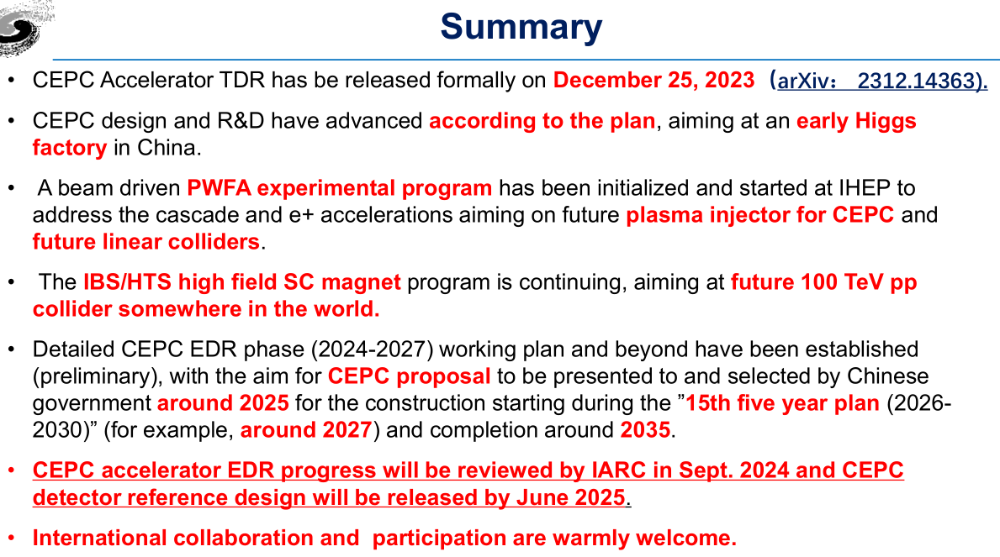 Summary
• CEPC Accelerator TDR has be released formally on December 25, 2023（arXiv： 2312.14363).
• CEPC design and R&D have advanced according to the plan, aiming at an early Higgs
factory in China.
• A beam driven PWFA experimental program has been initialized and started at IHEP to
address the cascade and e+ accelerations aiming on future plasma injector for CEPC and
future linear colliders.
• The IBS/HTS high field SC magnet program is continuing, aiming at future 100 TeV pp
collider somewhere in the world.
• Detailed CEPC EDR phase (2024-2027) working plan and beyond have been established
(preliminary), with the aim for CEPC proposal to be presented to and selected by Chinese
government around 2025 for the construction starting during the ”15th five year plan (2026-
2030)” (for example, around 2027) and completion around 2035.
• CEPC accelerator EDR progress will be reviewed by IARC in Sept. 2024 and CEPC
detector reference design will be released by June 2025.
• International collaboration and  participation are warmly welcome.